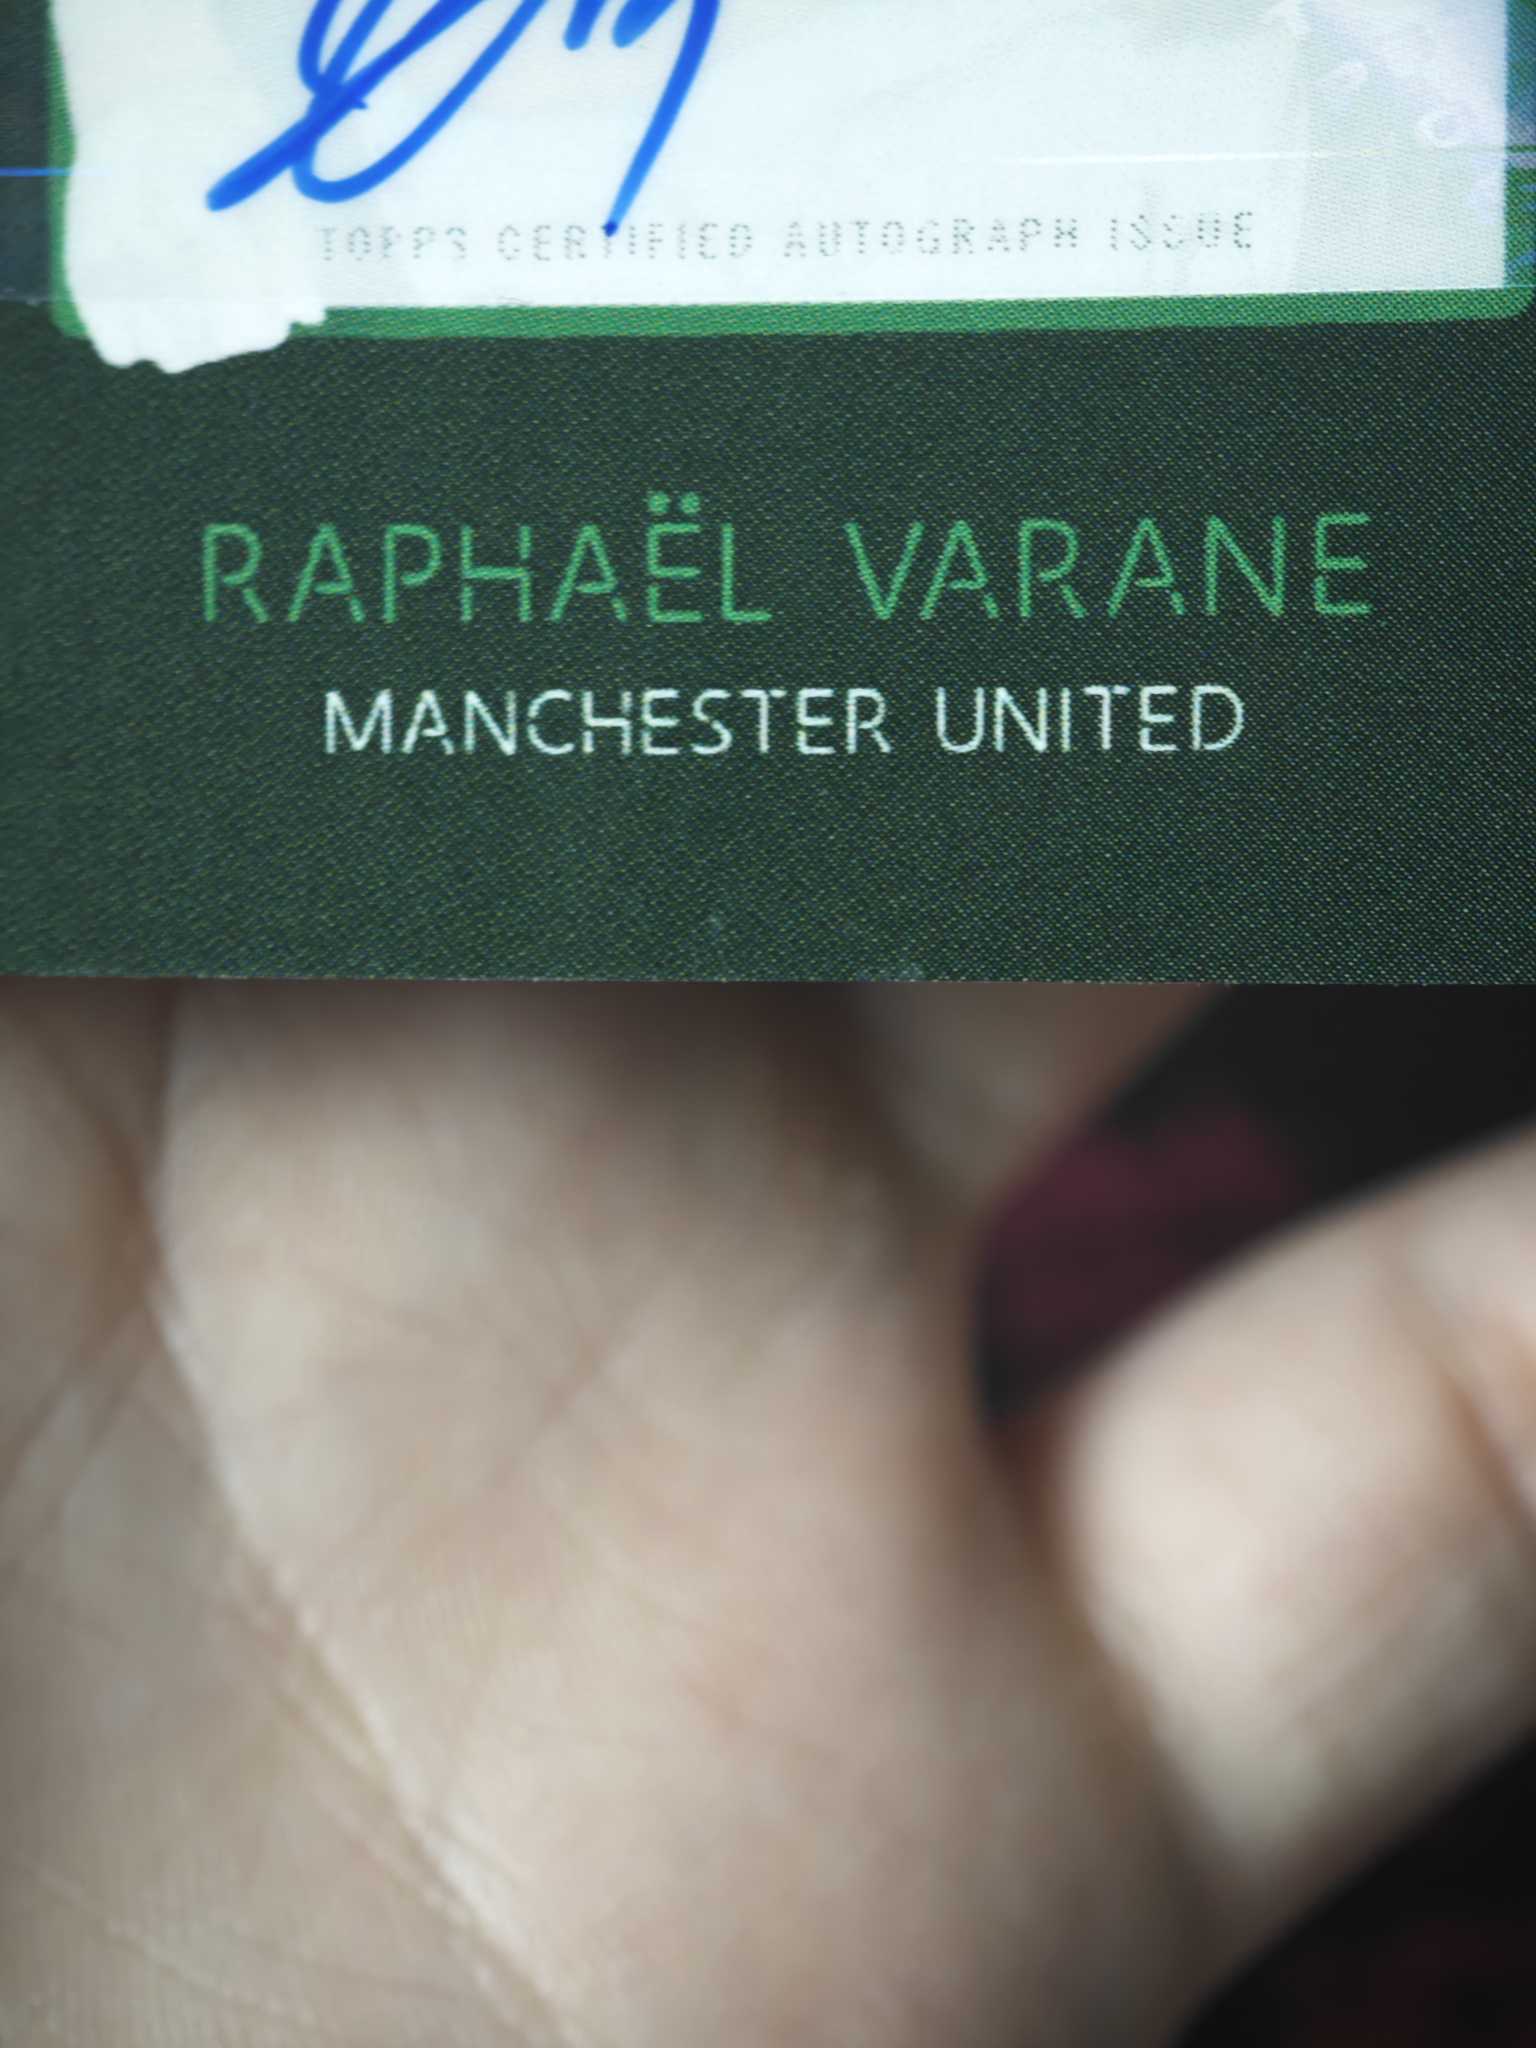 TOPPS CERTIFIED AUTOGRAPH ISSUE
RAPHAËL VARANE
MANCHESTER UNITED